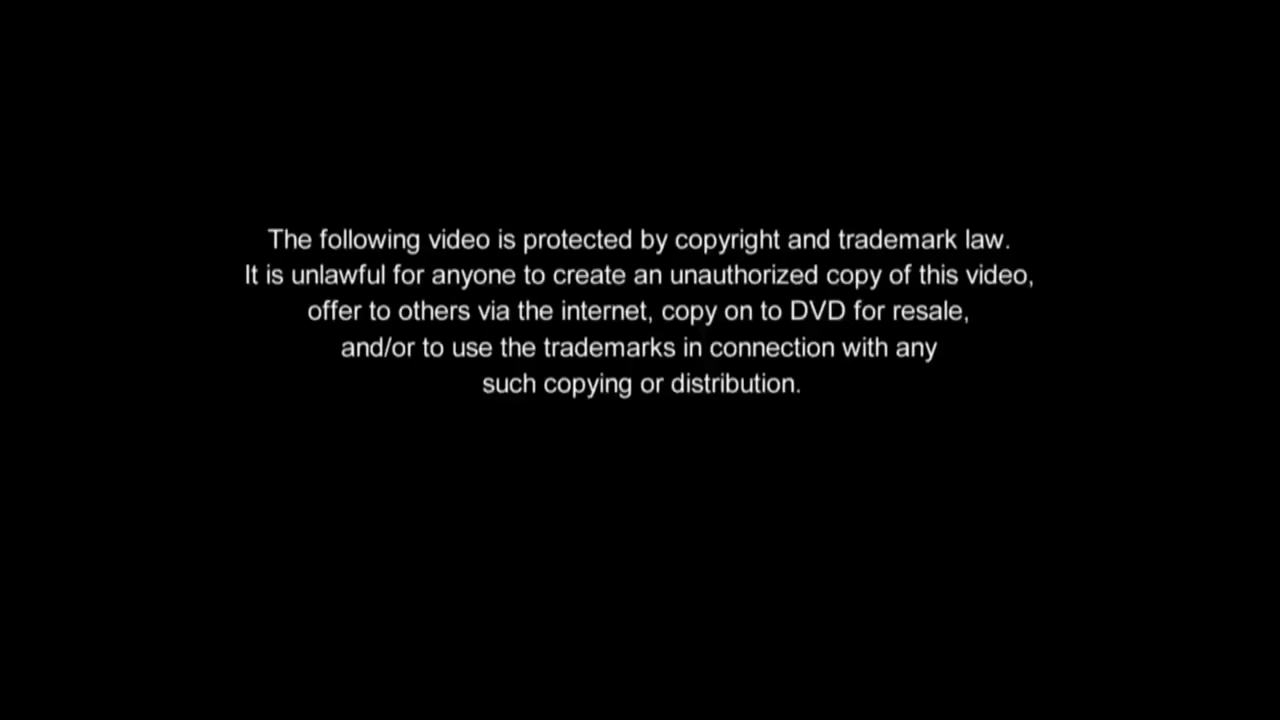 The following video is protected by copyright and trademark law.
It is unlawful for anyone to create an unauthorized copy of this video,
offer to others via the internet, copy on to DVD for resale,
and/or to use the trademarks in connection with any
such copying or distribution.